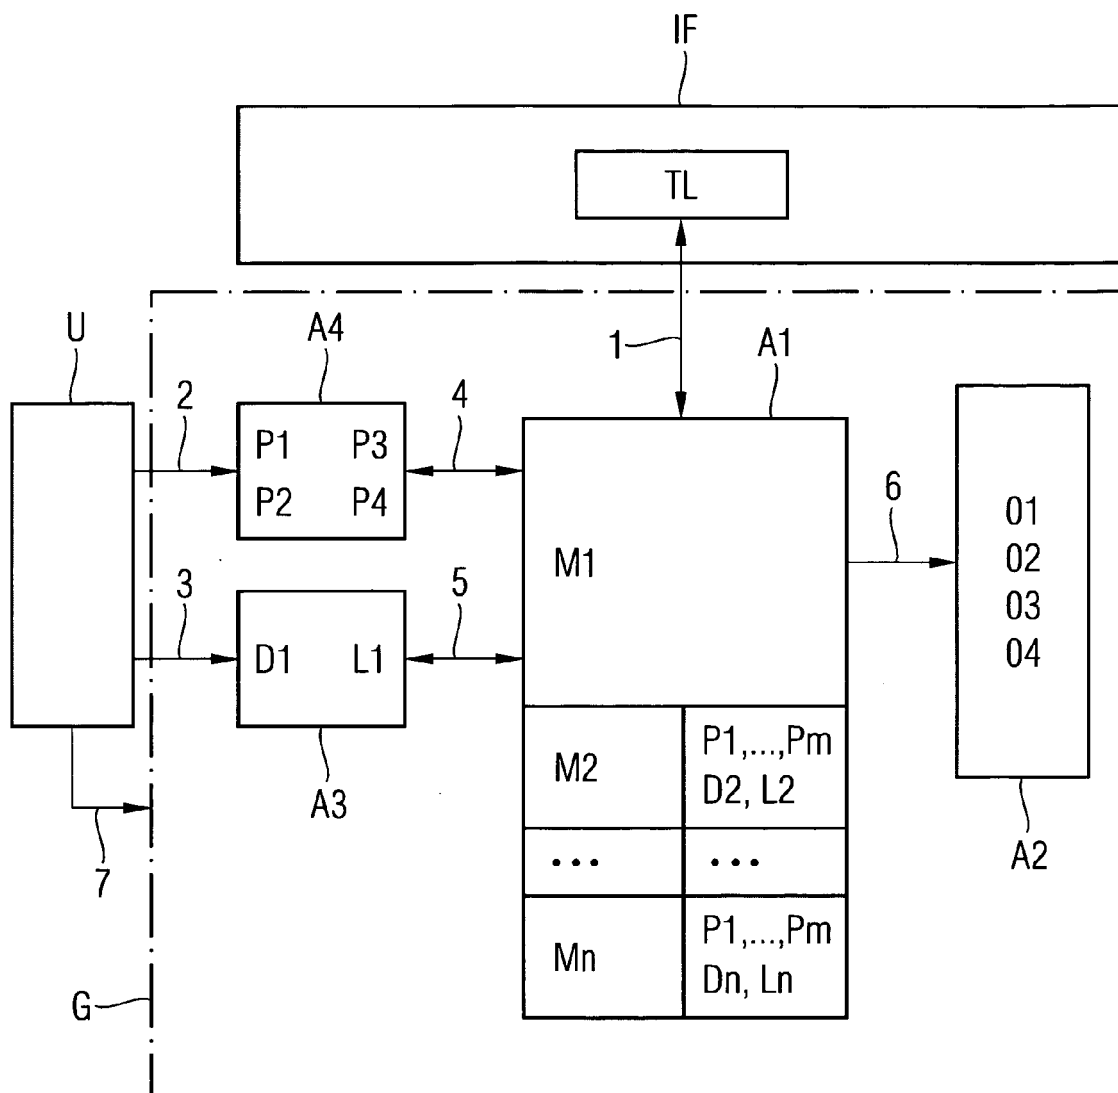 IF
TL
U
A4
1
A1
2
4
P1 P3
P2 P4
6
01
02
03
04
M1
3
5
D1 L1
M2
P1,...,Pm
D2, L2
A3
7
A2
... ...
Mn
P1,...,Pm
Dn, Ln
G